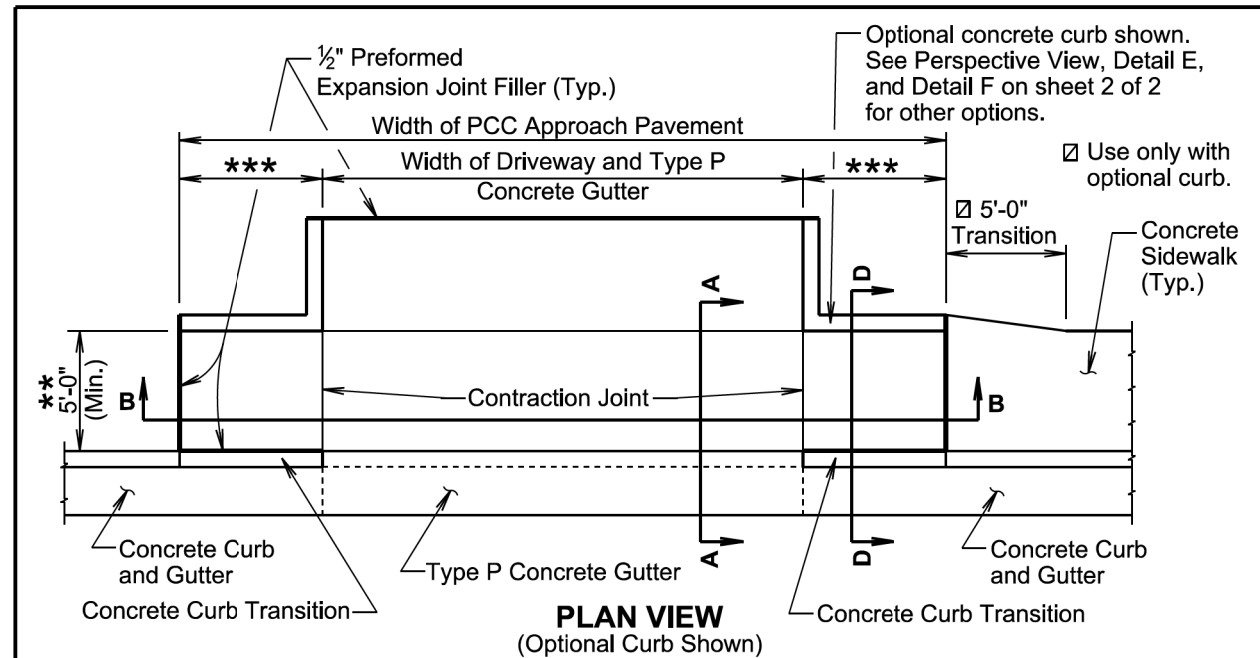 ½" Preformed
Expansion Joint Filler (Typ.)
Optional concrete curb shown.
See Perspective View, Detail E,
and Detail F on sheet 2 of 2
for other options.
Width of PCC Approach Pavement
***
Width of Driveway and Type P
Concrete Gutter
***
☐ Use only with
optional curb.
☐ 5'-0"
Transition
Concrete
Sidewalk
(Typ.)
A
D
**
5'-0"
(Min.)
B
Contraction Joint
B
A
D
Concrete Curb
and Gutter
Type P Concrete Gutter
Concrete Curb
and Gutter
Concrete Curb Transition
Concrete Curb Transition
PLAN VIEW
(Optional Curb Shown)